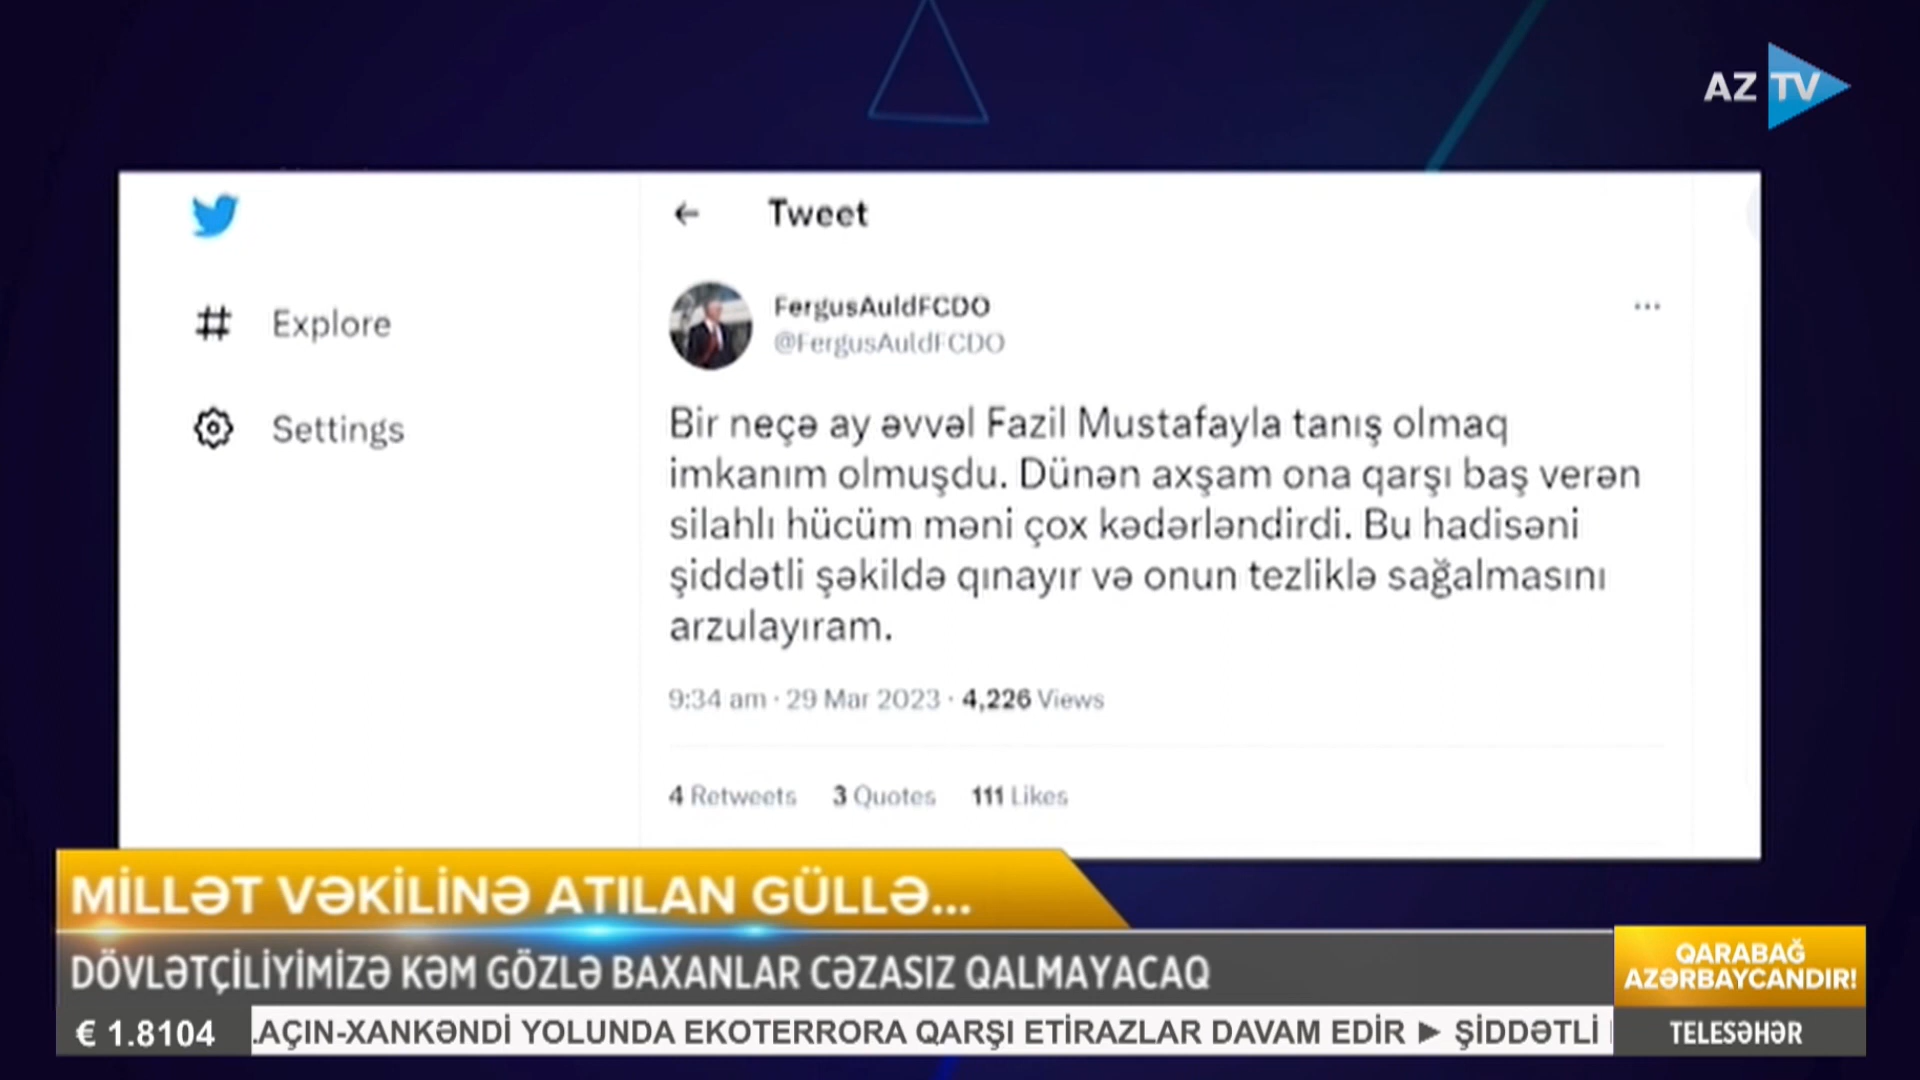 AZTV
Tweet
Explore
Settings
FergusAuldFCDO
@FergusAuldFCDO
Bir neçə ay əvvəl Fazil Mustafayla tanış olmaq
imkanım olmuşdu. Dünən axşam ona qarşı baş verən
silahlı hücüm məni çox kədərləndirdi. Bu hadisəni
şiddətli şəkildə qınayır və onun tezliklə sağalmasını
arzulayıram.
9:34 am · 29 Mar 2023 · 4,226 Views
4 Retweets 3 Quotes 111 Likes
MİLLƏT VƏKİLİNƏ ATILAN GÜLLƏ...
DÖVLƏTÇİLİYİMİZƏ KƏM GÖZLƏ BAXANLAR CƏZASIZ QALMAYACAQ
QARABAĞ
AZƏRBAYCANDIR!
€ 1.8104
.AÇIN-XANKƏNDİ YOLUNDA EKOTERRORA QARŞI ETİRAZLAR DAVAM EDİR ► ŞİDDƏTLİ
TELESƏHƏR